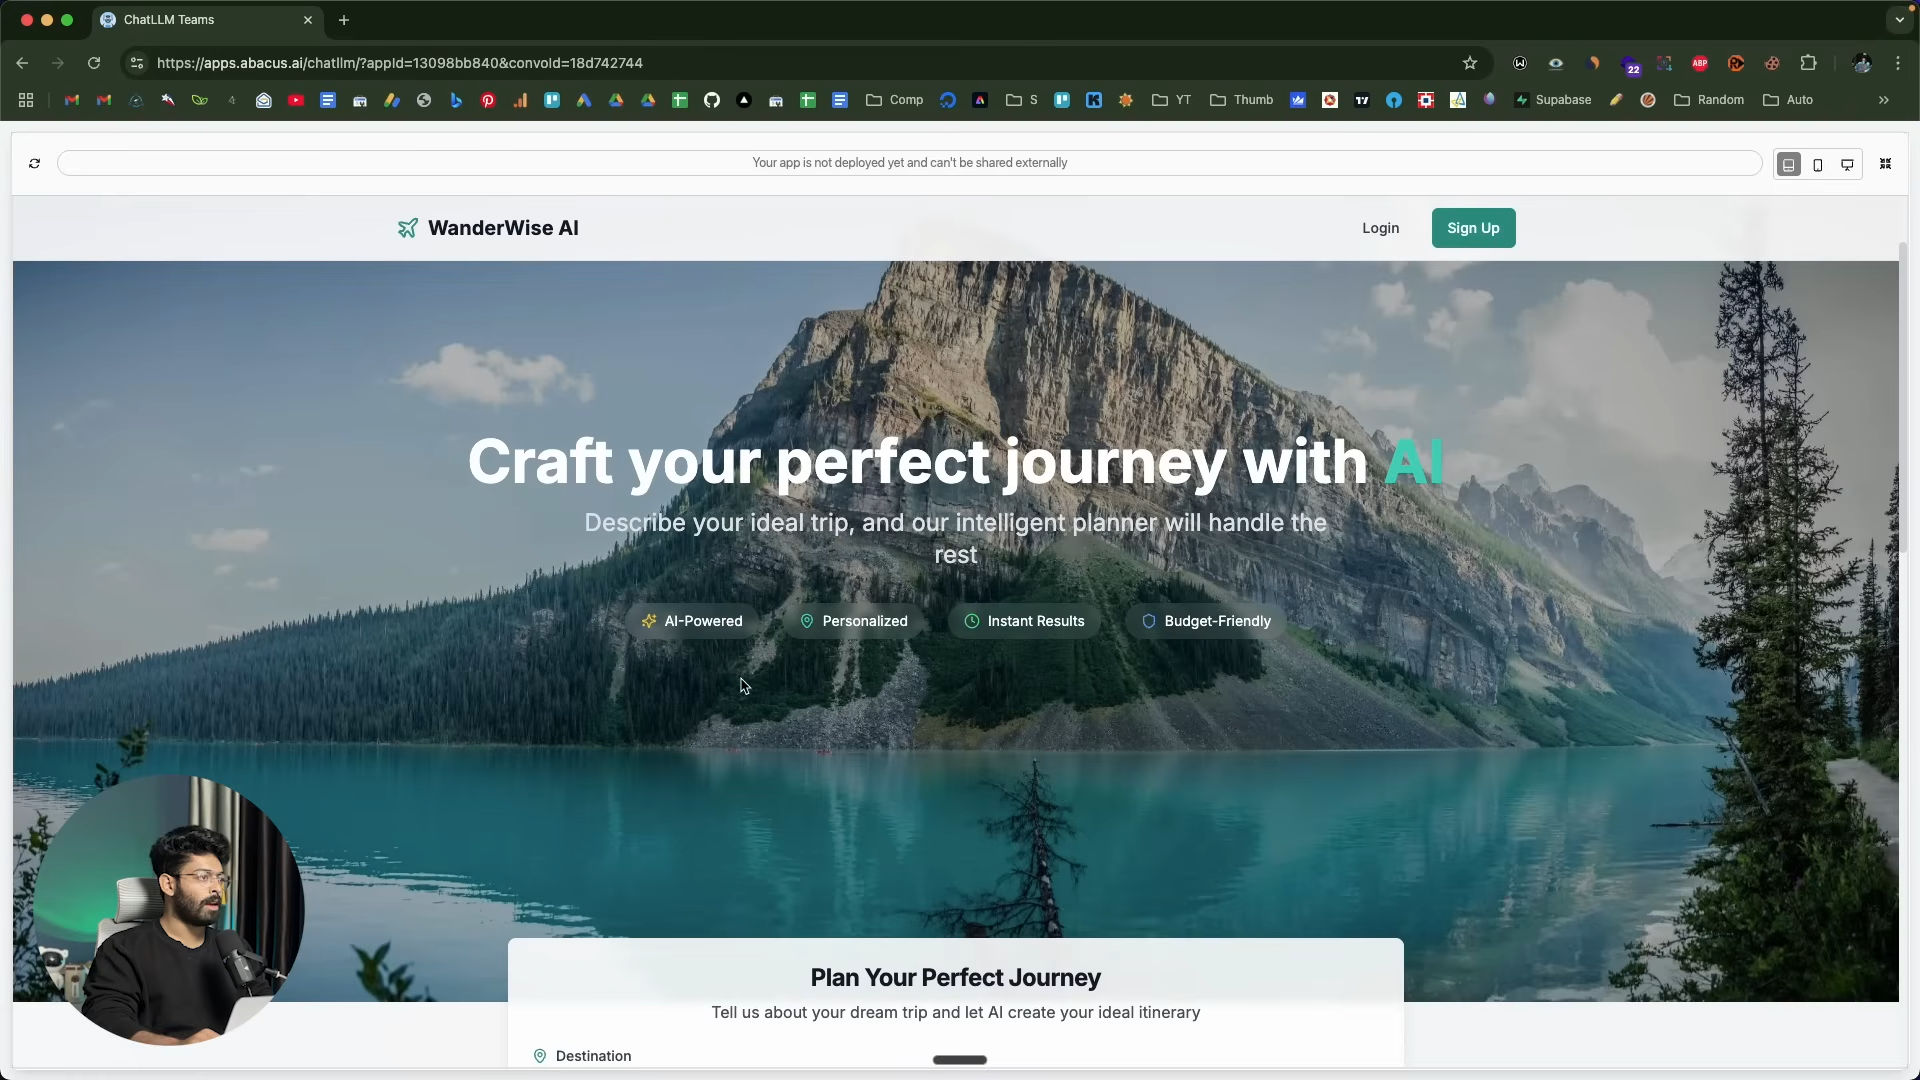 ChatLLM Teams
https://apps.abacus.ai/chatllm/?appId=13098bb840&convoId=18d742744
22
ABP
Comp
S
YT
Thumb
17
Supabase
Random
Auto
Your app is not deployed yet and can't be shared externally
WanderWise AI
Login
Sign Up
Craft your perfect journey with AI
Describe your ideal trip, and our intelligent planner will handle the
rest
AI-Powered
Personalized
Instant Results
Budget-Friendly
Plan Your Perfect Journey
Tell us about your dream trip and let AI create your ideal itinerary
Destination